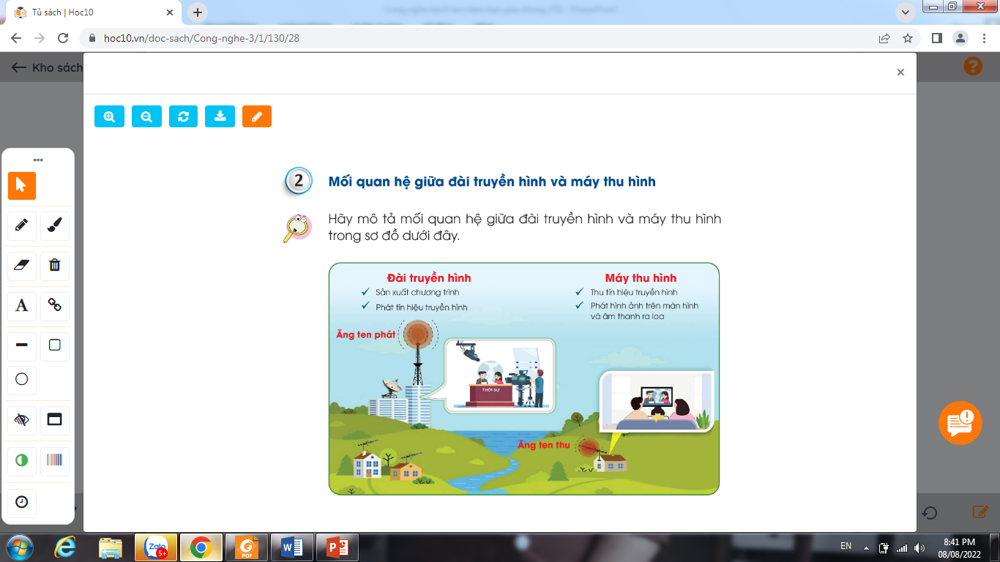 Tủ sách | Hoc10
hoc10.vn/doc-sach/Cong-nghe-3/1/130/28
Kho sách
2
Mối quan hệ giữa đài truyền hình và máy thu hình
Hãy mô tả mối quan hệ giữa đài truyền hình và máy thu hình
trong sơ đồ dưới đây.
Đài truyền hình
Sản xuất chương trình
Phát tín hiệu truyền hình
Máy thu hình
Thu tín hiệu truyền hình
Phát hình ảnh trên màn hình
và âm thanh ra loa
Ăng ten phát
THỜI SỰ
Ăng ten thu
A
Zalo
5+
PDF
EN
8:41 PM
08/08/2022